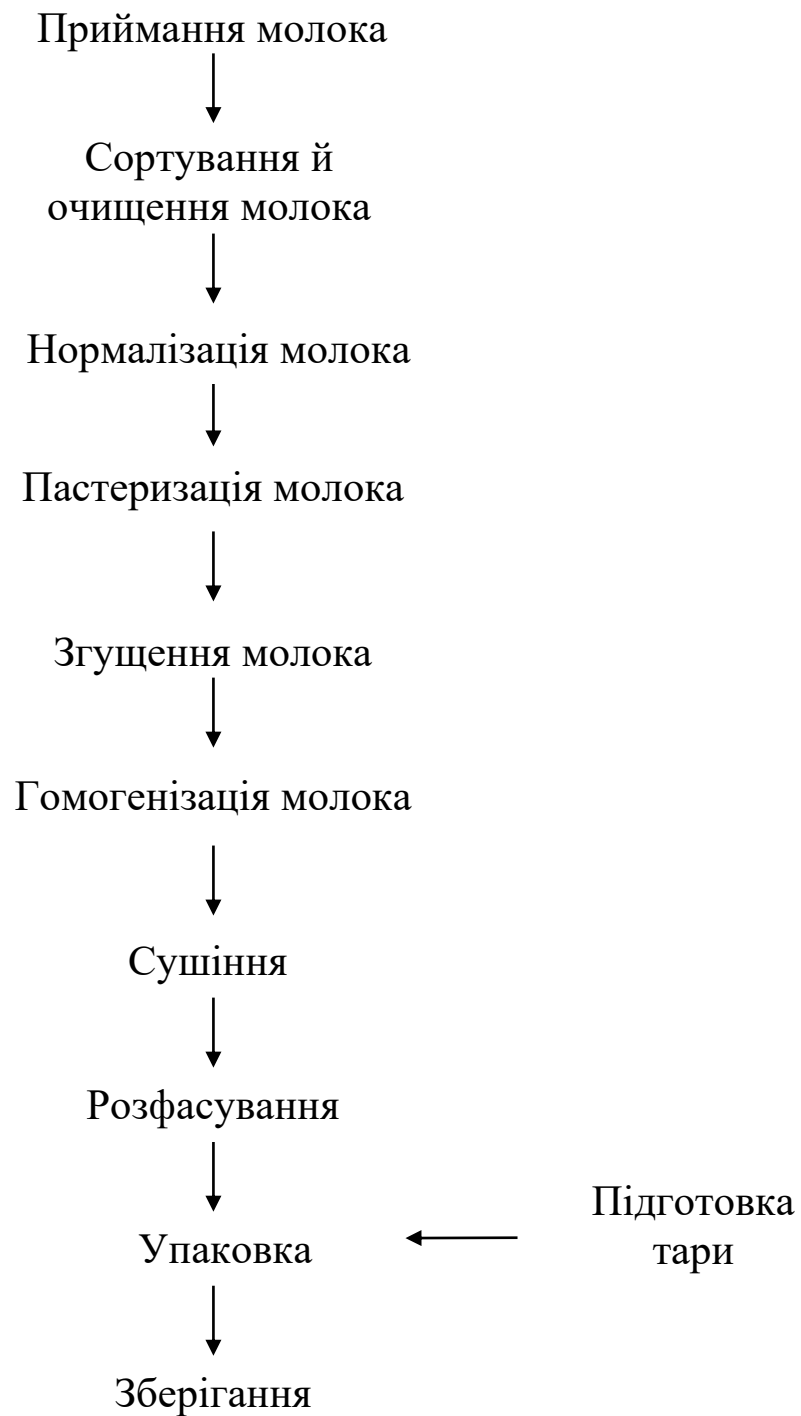 Приймання молока
Сортування й
очищення молока
Нормалізація молока
Пастеризація молока
Згущення молока
Гомогенізація молока
Сушіння
Розфасування
Підготовка
тари
Упаковка
Зберігання